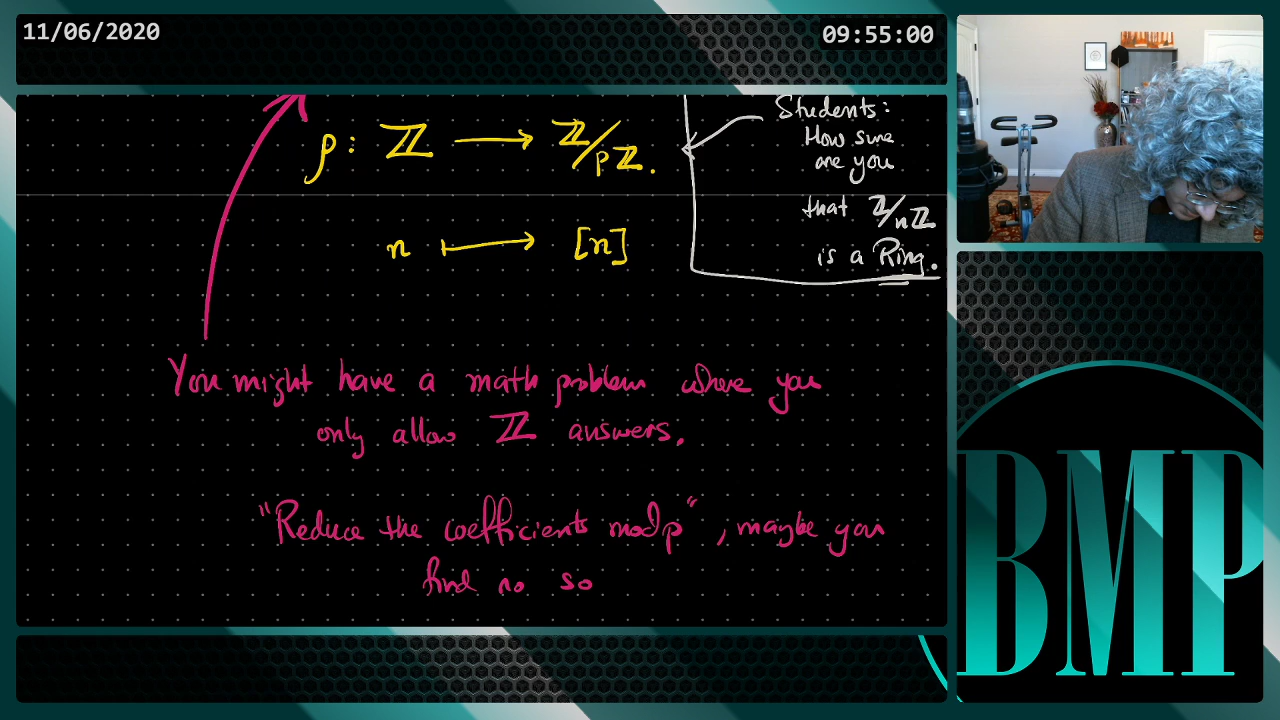 11/06/2020
09:55:00
ρ: ℤ ⟶ ℤ/pℤ.
n ⟼ [n]
Students:
How sure
are you
that ℤ/nℤ
is a Ring.
You might have a math problem where you
only allow ℤ answers.
"Reduce the coefficients mod p", maybe you
find no so
BMP